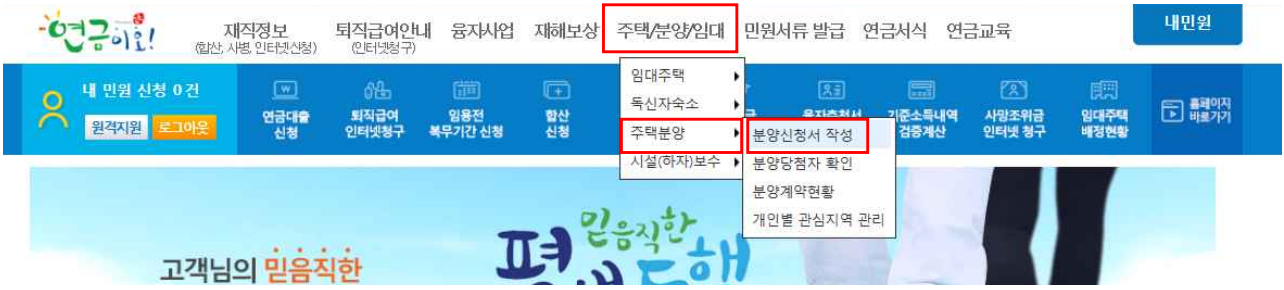 연금이효!
재직정보
(합산, 사병, 인터넷신청)
퇴직급여안내
(인터넷청구)
융자사업
재해보상
주택/분양/임대
민원서류 발급
연금서식
연금교육
내민원
내 민원 신청 0건
원격지원
로그아웃
연금대출
신청
퇴직급여
인터넷청구
임용전
복무기간 신청
합산
신청
기준소득내역
검증계산
사망조위금
인터넷 청구
임대주택
배정현황
홈페이지
바로가기
임대주택
독신자숙소
주택분양
시설(하자)보수
분양신청서 작성
분양당첨자 확인
분양계약현황
개인별 관심지역 관리
고객님의 믿음직한
믿음직한